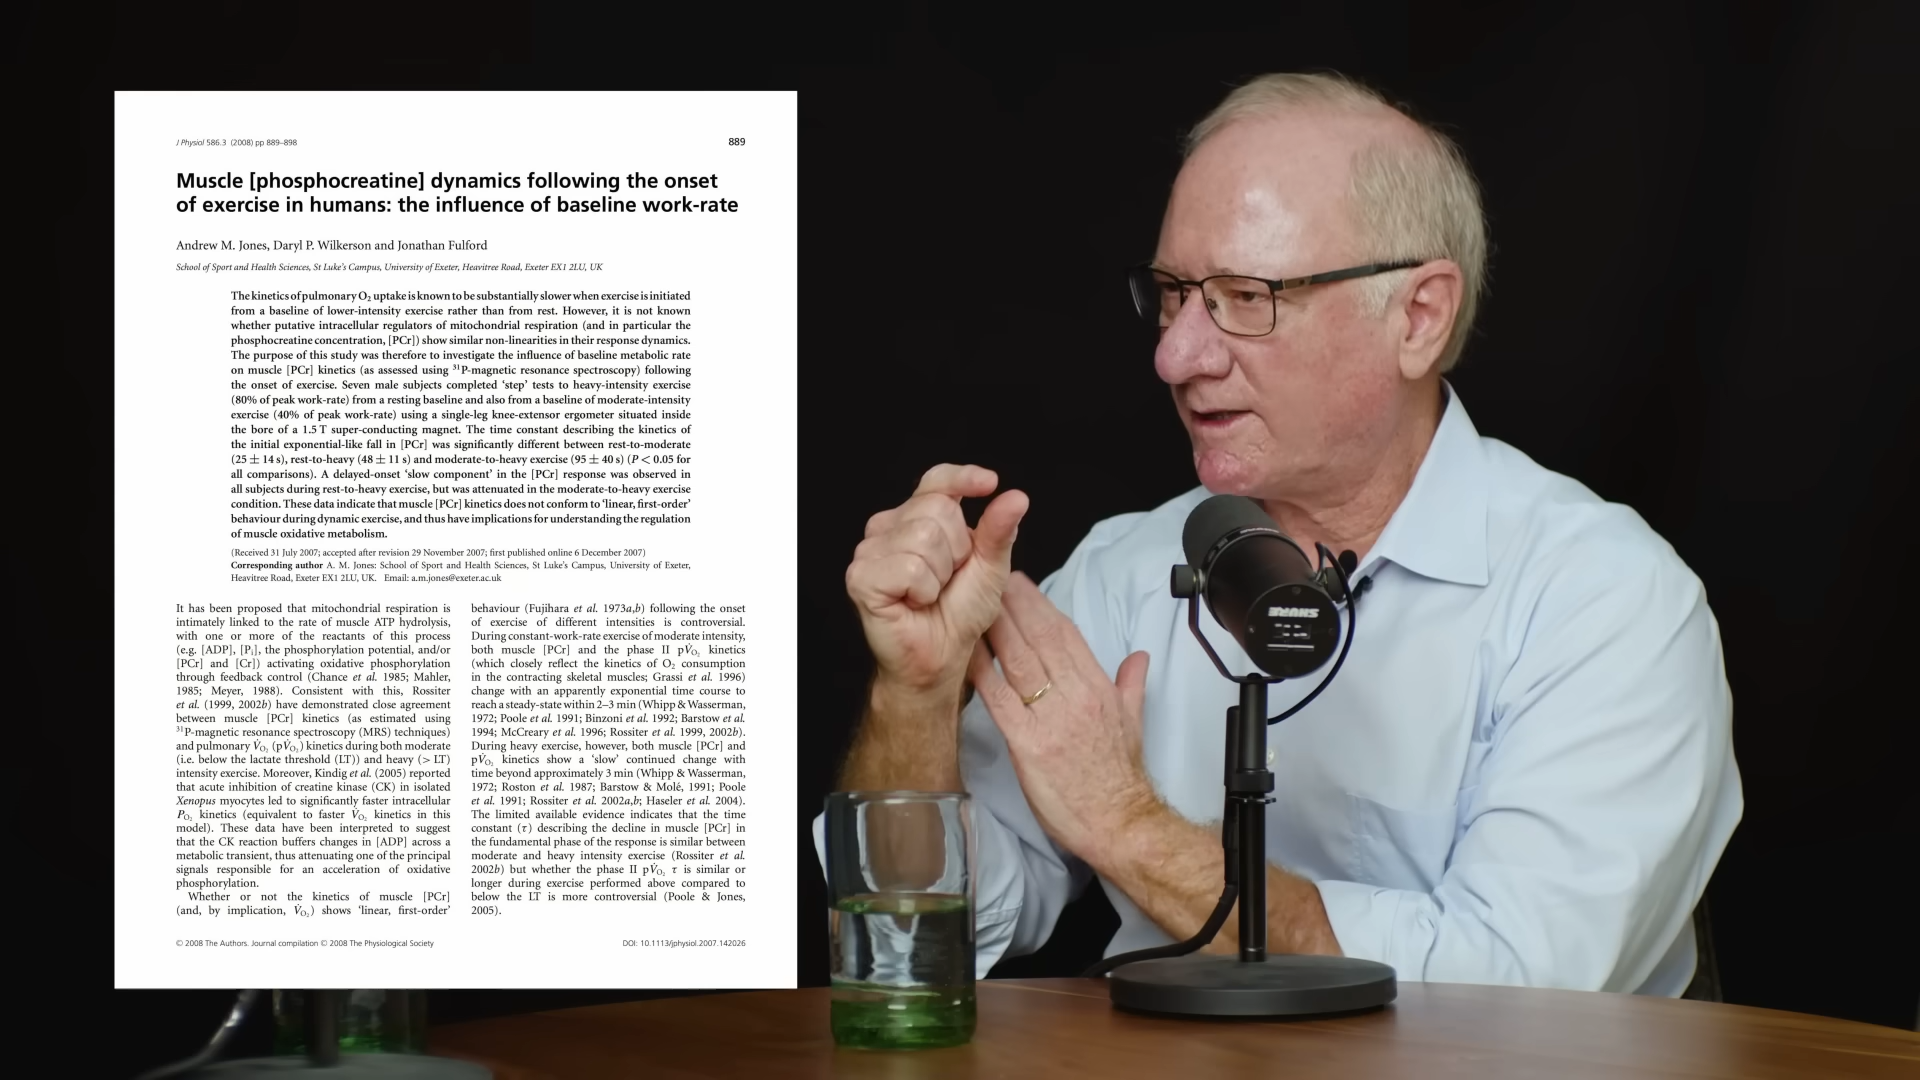 J Physiol 586.3 (2008) pp 889–898
889
Muscle [phosphocreatine] dynamics following the onset
of exercise in humans: the influence of baseline work-rate
Andrew M. Jones, Daryl P. Wilkerson and Jonathan Fulford
School of Sport and Health Sciences, St Luke's Campus, University of Exeter, Heavitree Road, Exeter EX1 2LU, UK
The kinetics of pulmonary O₂ uptake is known to be substantially slower when exercise is initiated
from a baseline of lower-intensity exercise rather than from rest. However, it is not known
whether putative intracellular regulators of mitochondrial respiration (and in particular the
phosphocreatine concentration, [PCr]) show similar non-linearities in their response dynamics.
The purpose of this study was therefore to investigate the influence of baseline metabolic rate
on muscle [PCr] kinetics (as assessed using ³¹P-magnetic resonance spectroscopy) following
the onset of exercise. Seven male subjects completed 'step' tests to heavy-intensity exercise
(80% of peak work-rate) from a resting baseline and also from a baseline of moderate-intensity
exercise (40% of peak work-rate) using a single-leg knee-extensor ergometer situated inside
the bore of a 1.5 T super-conducting magnet. The time constant describing the kinetics of
the initial exponential-like fall in [PCr] was significantly different between rest-to-moderate
(25 ± 14 s), rest-to-heavy (48 ± 11 s) and moderate-to-heavy exercise (95 ± 40 s) (P < 0.05 for
all comparisons). A delayed-onset 'slow component' in the [PCr] response was observed in
all subjects during rest-to-heavy exercise, but was attenuated in the moderate-to-heavy exercise
condition. These data indicate that muscle [PCr] kinetics does not conform to 'linear, first-order'
behaviour during dynamic exercise, and thus have implications for understanding the regulation
of muscle oxidative metabolism.
(Received 31 July 2007; accepted after revision 29 November 2007; first published online 6 December 2007)
Corresponding author A. M. Jones: School of Sport and Health Sciences, St Luke's Campus, University of Exeter,
Heavitree Road, Exeter EX1 2LU, UK. Email: a.m.jones@exeter.ac.uk
It has been proposed that mitochondrial respiration is
intimately linked to the rate of muscle ATP hydrolysis,
with one or more of the reactants of this process
(e.g. [ADP], [Pᵢ], the phosphorylation potential, and/or
[PCr] and [Cr]) activating oxidative phosphorylation
through feedback control (Chance et al. 1985; Mahler,
1985; Meyer, 1988). Consistent with this, Rossiter
et al. (1999, 2002b) have demonstrated close agreement
between muscle [PCr] kinetics (as estimated using
³¹P-magnetic resonance spectroscopy (MRS) techniques)
and pulmonary V̇O₂ (pV̇O₂) kinetics during both moderate
(i.e. below the lactate threshold (LT)) and heavy (> LT)
intensity exercise. Moreover, Kindig et al. (2005) reported
that acute inhibition of creatine kinase (CK) in isolated
Xenopus myocytes led to significantly faster intracellular
PO₂ kinetics (equivalent to faster V̇O₂ kinetics in this
model). These data have been interpreted to suggest
that the CK reaction buffers changes in [ADP] across a
metabolic transient, thus attenuating one of the principal
signals responsible for an acceleration of oxidative
phosphorylation.
Whether or not the kinetics of muscle [PCr]
(and, by implication, V̇O₂) shows 'linear, first-order'
behaviour (Fujihara et al. 1973a,b) following the onset
of exercise of different intensities is controversial.
During constant-work-rate exercise of moderate intensity,
both muscle [PCr] and the phase II pV̇O₂ kinetics
(which closely reflect the kinetics of O₂ consumption
in the contracting skeletal muscles; Grassi et al. 1996)
change with an apparently exponential time course to
reach a steady-state within 2–3 min (Whipp & Wasserman,
1972; Poole et al. 1991; Binzoni et al. 1992; Barstow et al.
1994; McCreary et al. 1996; Rossiter et al. 1999, 2002b).
During heavy exercise, however, both muscle [PCr] and
pV̇O₂ kinetics show a 'slow' continued change with
time beyond approximately 3 min (Whipp & Wasserman,
1972; Roston et al. 1987; Barstow & Molé, 1991; Poole
et al. 1991; Rossiter et al. 2002a,b; Haseler et al. 2004).
The limited available evidence indicates that the time
constant (τ) describing the decline in muscle [PCr] in
the fundamental phase of the response is similar between
moderate and heavy intensity exercise (Rossiter et al.
2002b) but whether the phase II pV̇O₂ τ is similar or
longer during exercise performed above compared to
below the LT is more controversial (Poole & Jones,
2005).
© 2008 The Authors. Journal compilation © 2008 The Physiological Society
DOI: 10.1113/jphysiol.2007.142026
SHURE